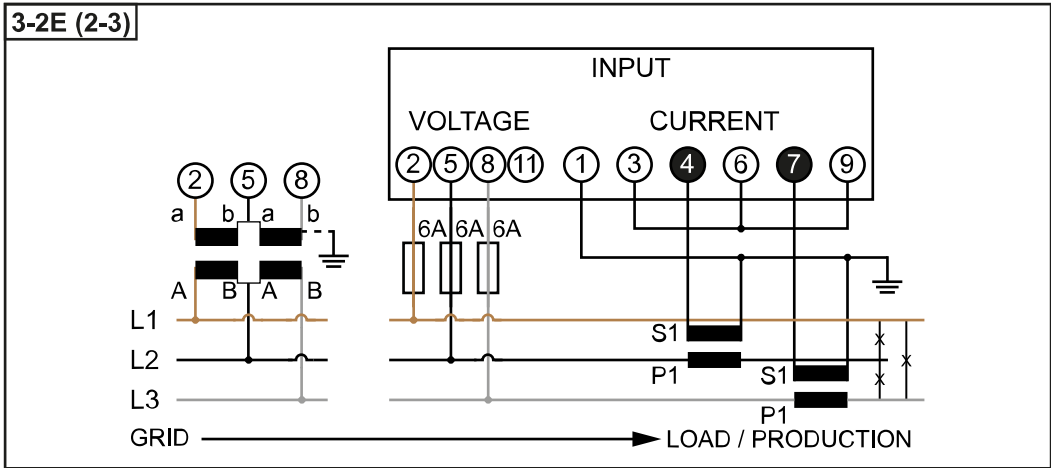 3-2E (2-3)
INPUT
VOLTAGE CURRENT
2 5 8 11 1 3 4 6 7 9
2 5 8
a b a b
6A 6A 6A
A B A B
L1
S1
L2
P1 S1
L3
P1
GRID LOAD / PRODUCTION